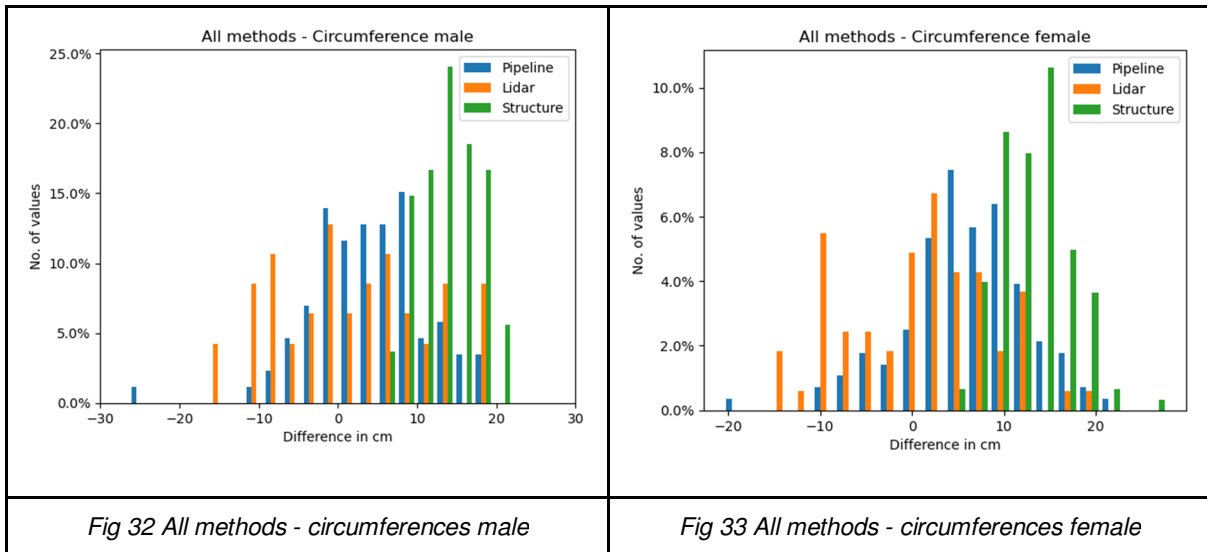 All methods - Circumference male
25.0%
20.0%
15.0%
10.0%
5.0%
0.0%
No. of values
Pipeline
Lidar
Structure
−30
−20
−10
0
10
20
30
Difference in cm
All methods - Circumference female
10.0%
8.0%
6.0%
4.0%
2.0%
0.0%
No. of values
Pipeline
Lidar
Structure
−20
−10
0
10
20
Difference in cm
Fig 32 All methods - circumferences male
Fig 33 All methods - circumferences female